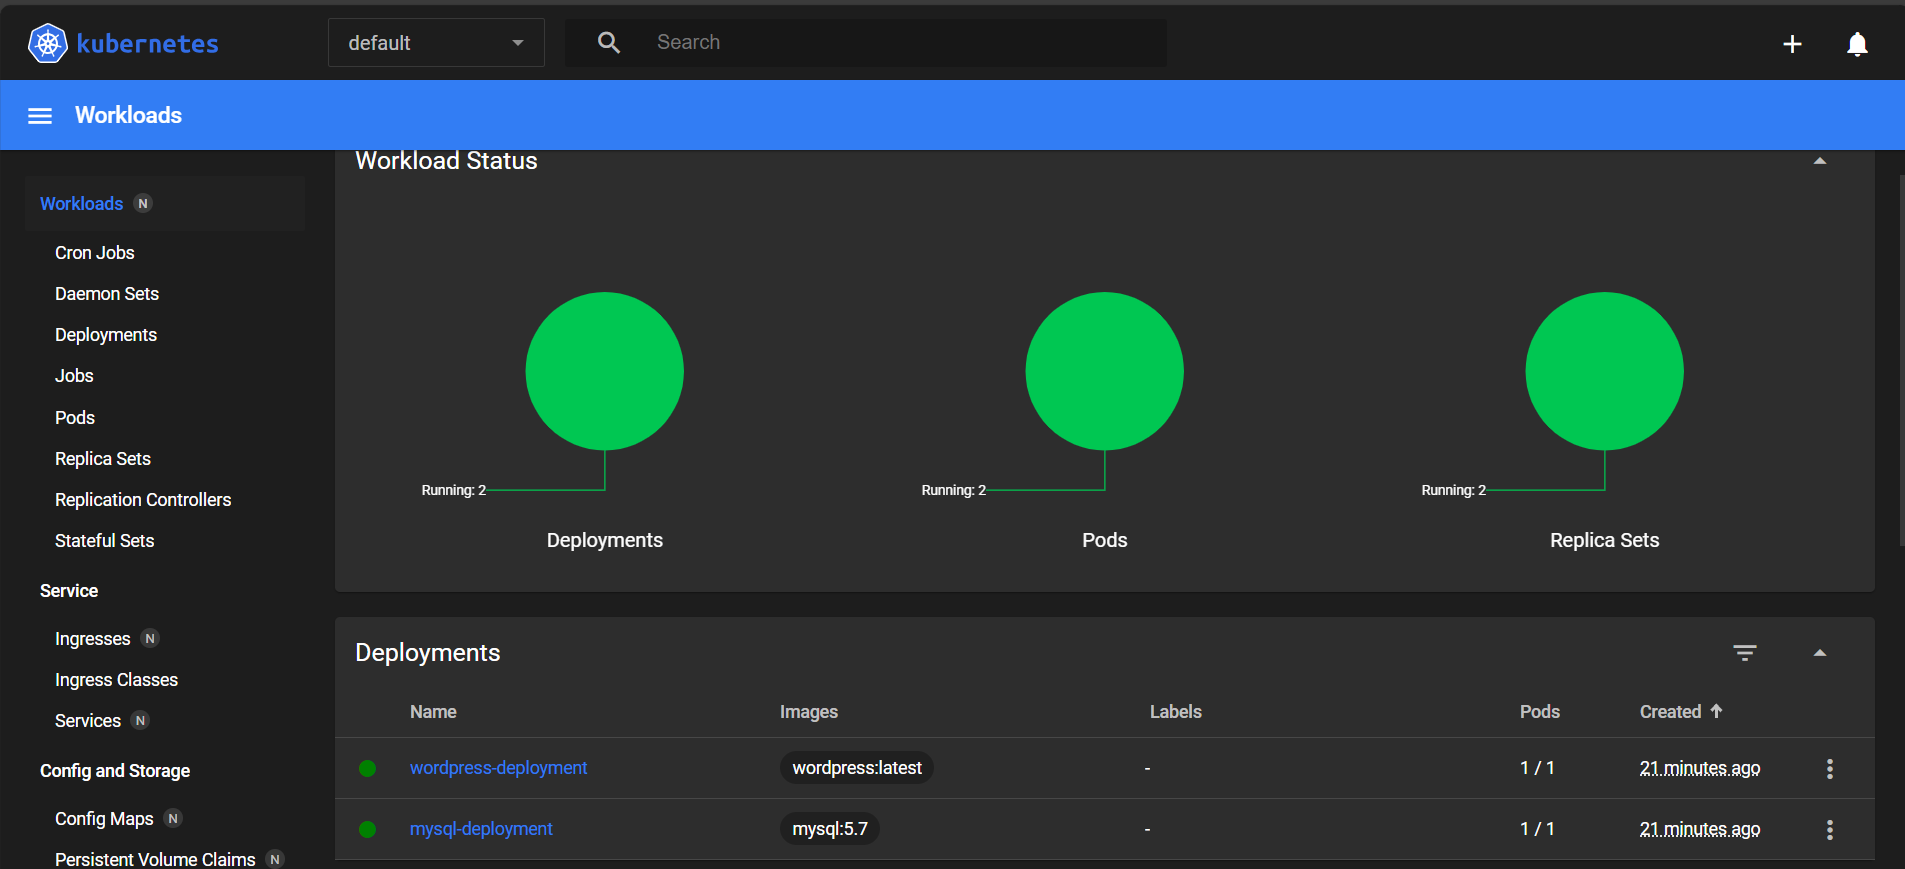 kubernetes
default
Search
Workloads
Workload Status
Workloads N
Cron Jobs
Daemon Sets
Deployments
Jobs
Pods
Replica Sets
Replication Controllers
Stateful Sets
Service
Ingresses N
Ingress Classes
Services N
Config and Storage
Config Maps N
Persistent Volume Claims N
Running: 2
Deployments
Running: 2
Pods
Running: 2
Replica Sets
Deployments
Name Images Labels Pods Created
wordpress-deployment wordpress:latest - 1 / 1 21 minutes ago
mysql-deployment mysql:5.7 - 1 / 1 21 minutes ago